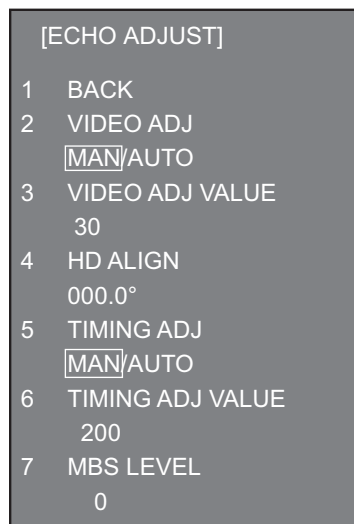 [ECHO ADJUST]
1 BACK
2 VIDEO ADJ
MAN/AUTO
3 VIDEO ADJ VALUE
30
4 HD ALIGN
000.0°
5 TIMING ADJ
MAN/AUTO
6 TIMING ADJ VALUE
200
7 MBS LEVEL
0